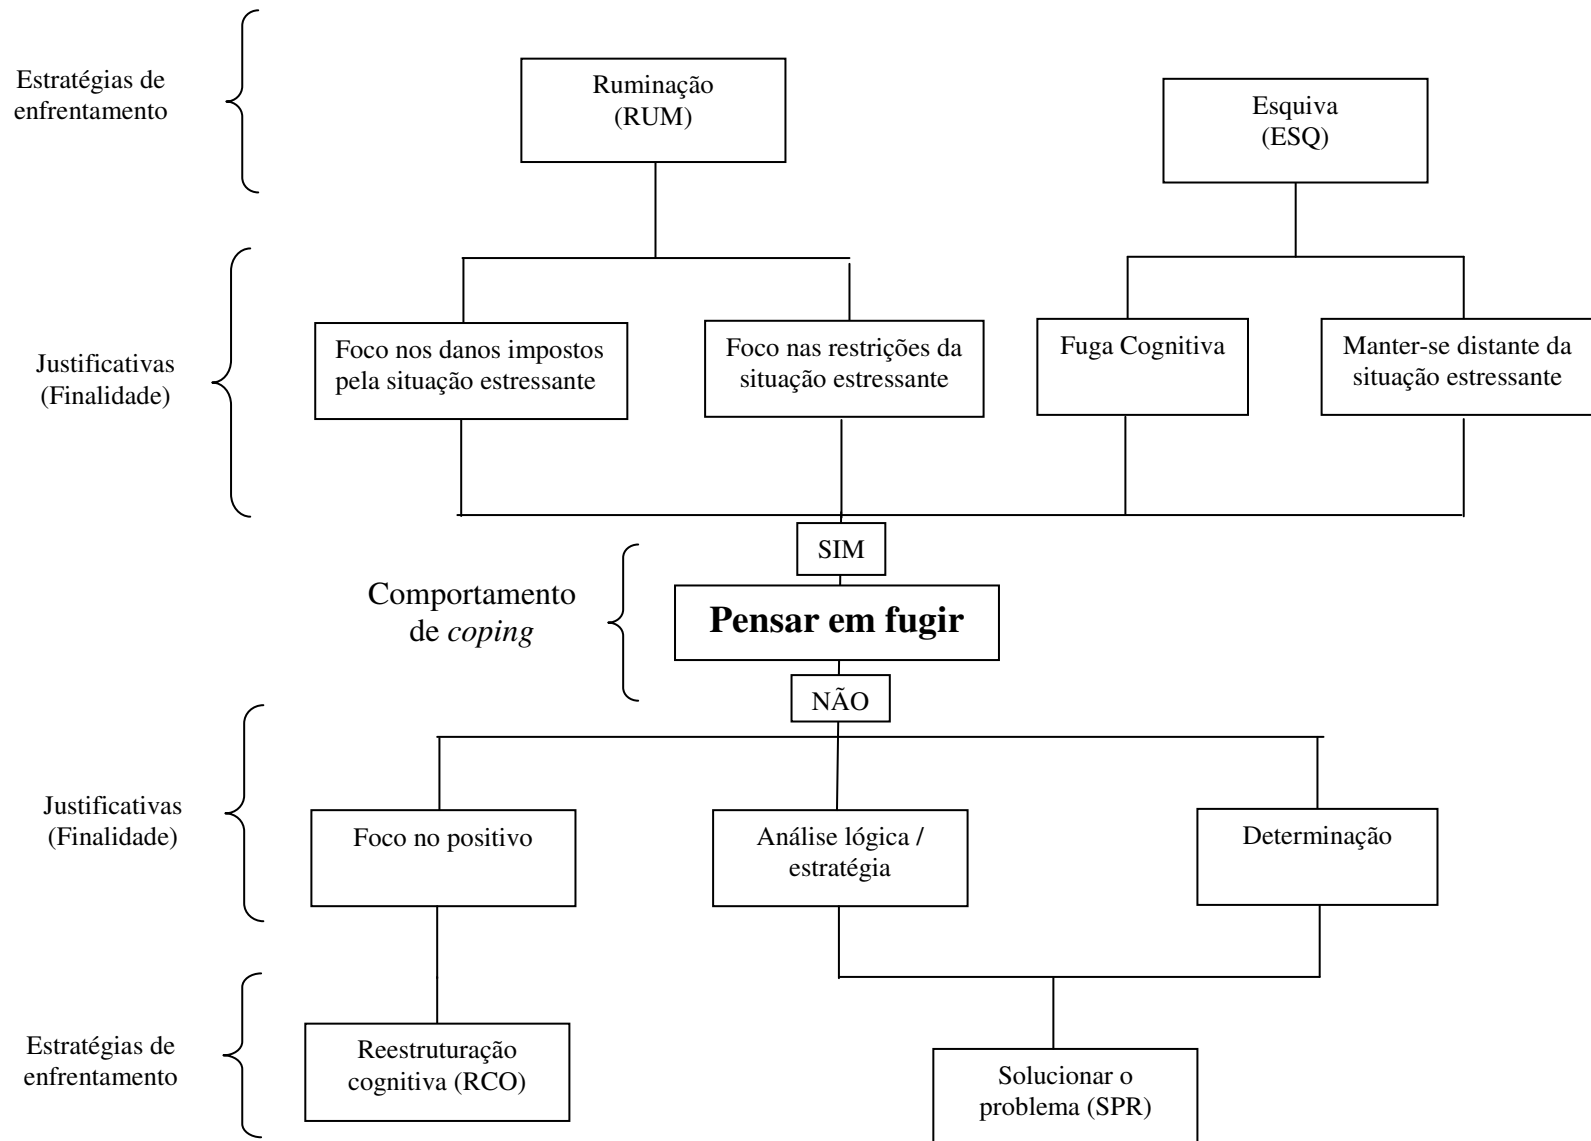 Estratégias de
enfrentamento
Ruminação
(RUM)
Esquiva
(ESQ)
Justificativas
(Finalidade)
Foco nos danos impostos
pela situação estressante
Foco nas restrições da
situação estressante
Fuga Cognitiva
Manter-se distante da
situação estressante
SIM
Comportamento
de coping
Pensar em fugir
NÃO
Justificativas
(Finalidade)
Foco no positivo
Análise lógica /
estratégia
Determinação
Estratégias de
enfrentamento
Reestruturação
cognitiva (RCO)
Solucionar o
problema (SPR)